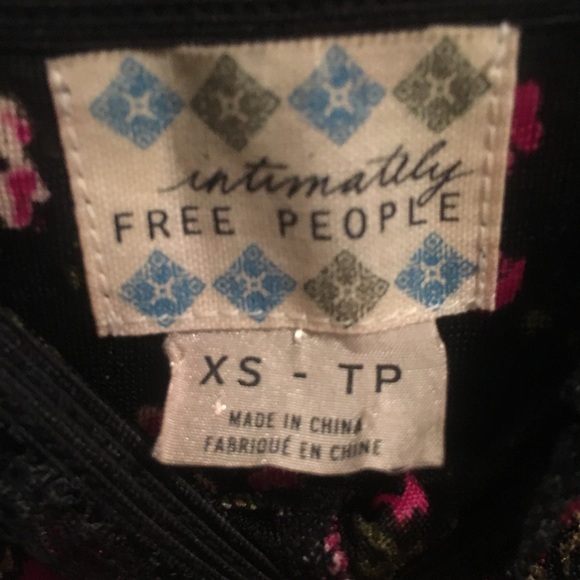 intimately
FREE PEOPLE
XS - TP
MADE IN CHINA
FABRIQUÉ EN CHINE